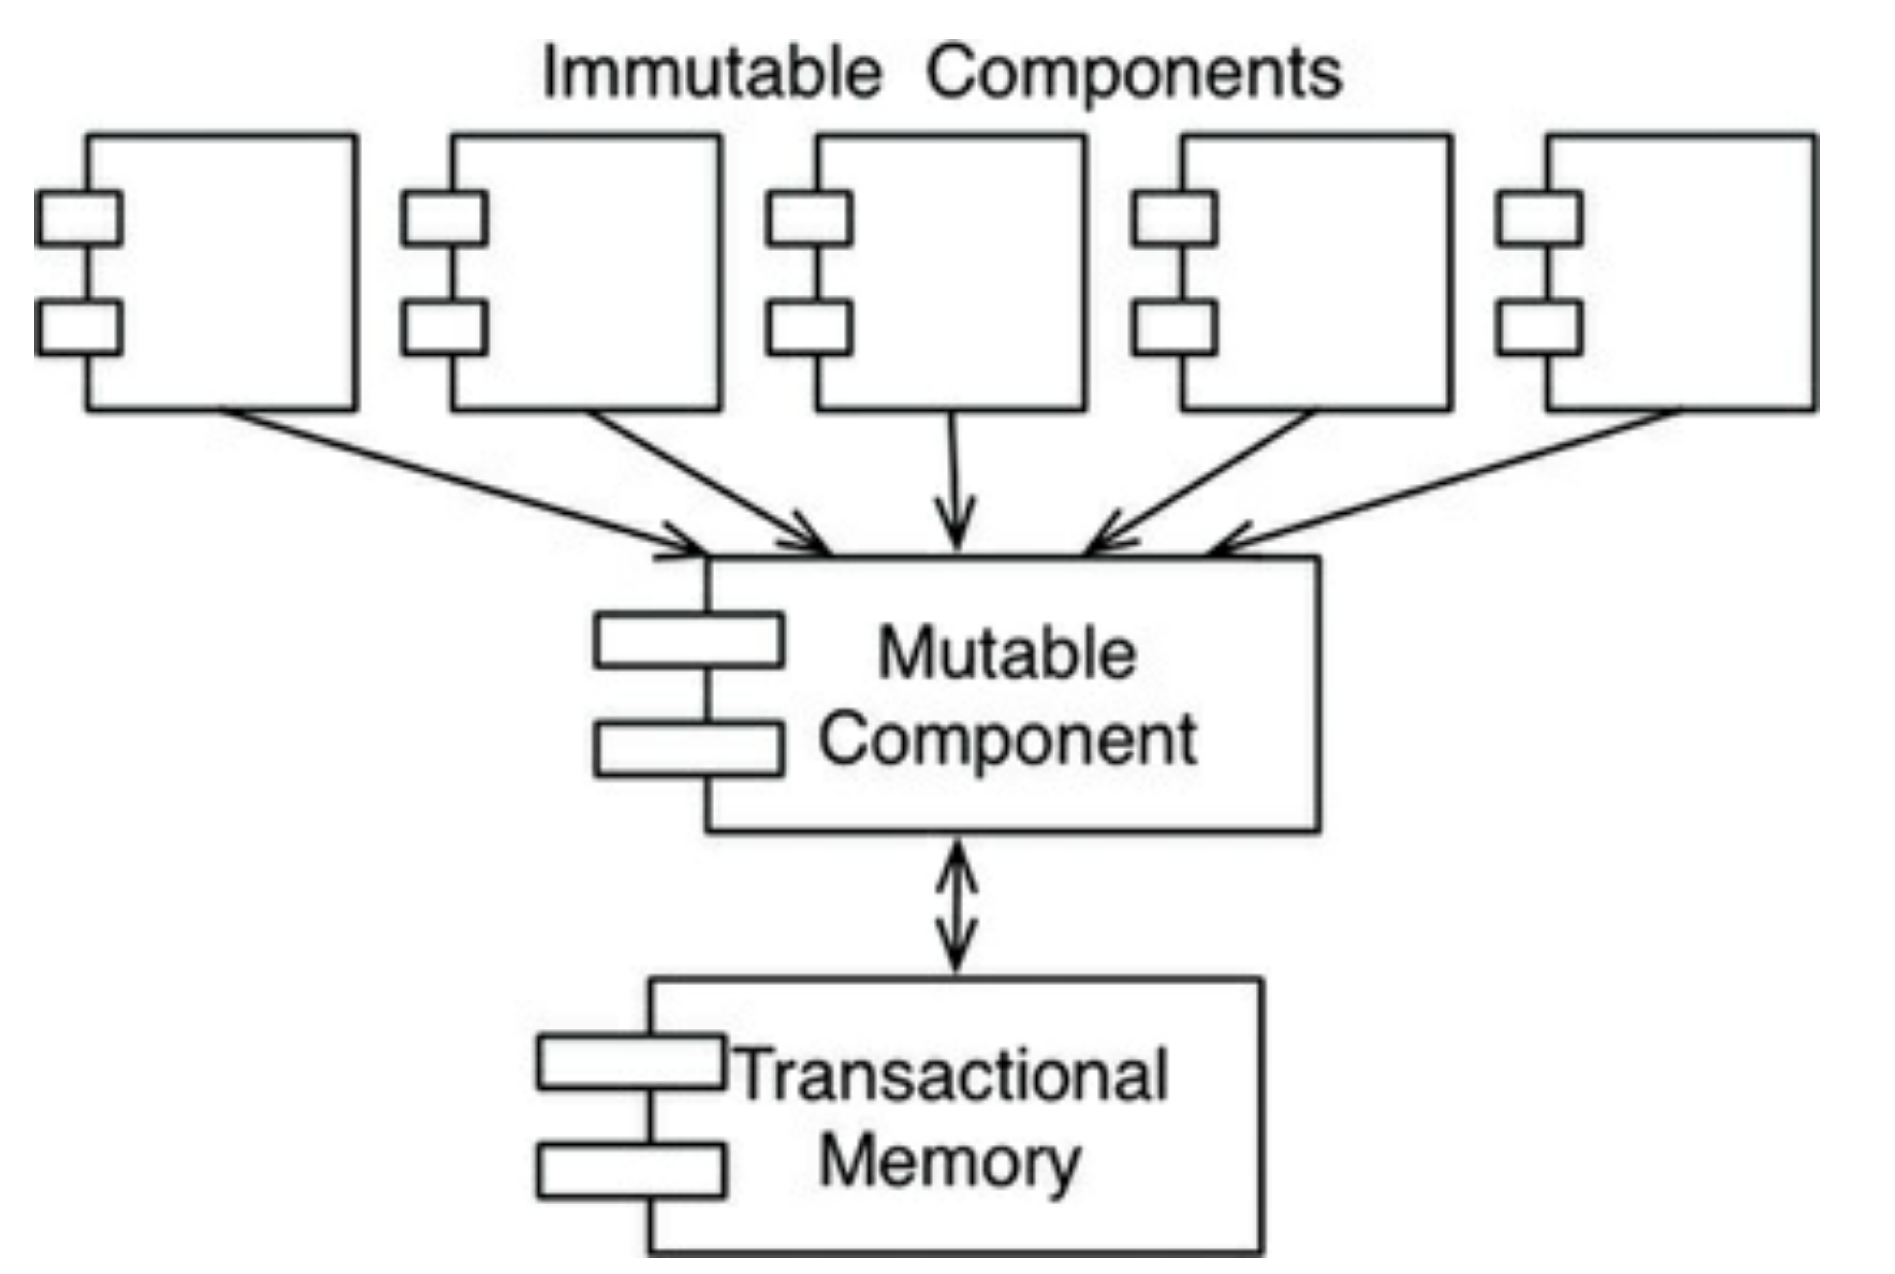 Immutable Components
Mutable
Component
Transactional
Memory